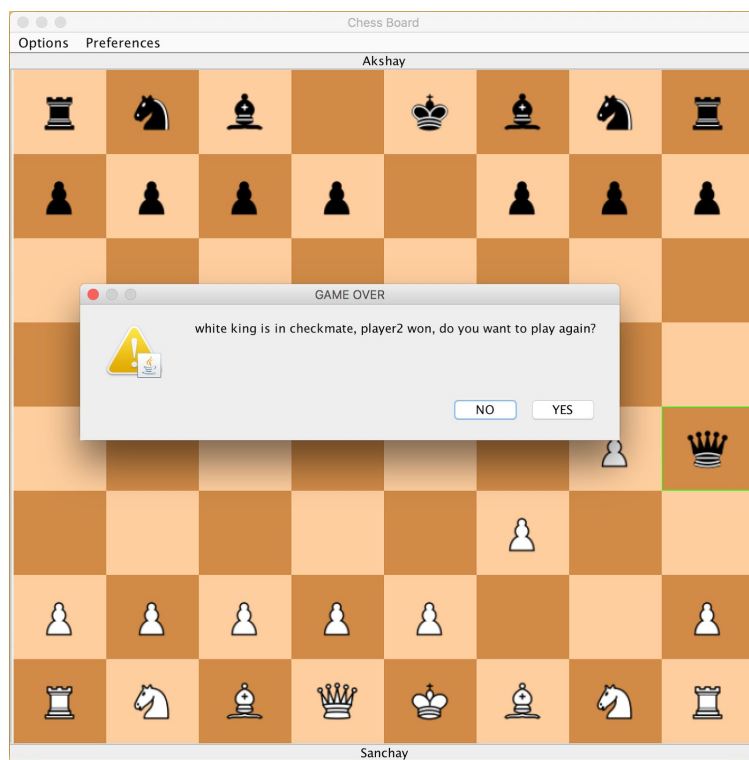 Chess Board
Options Preferences
Akshay
GAME OVER
white king is in checkmate, player2 won, do you want to play again?
NO YES
Sanchay